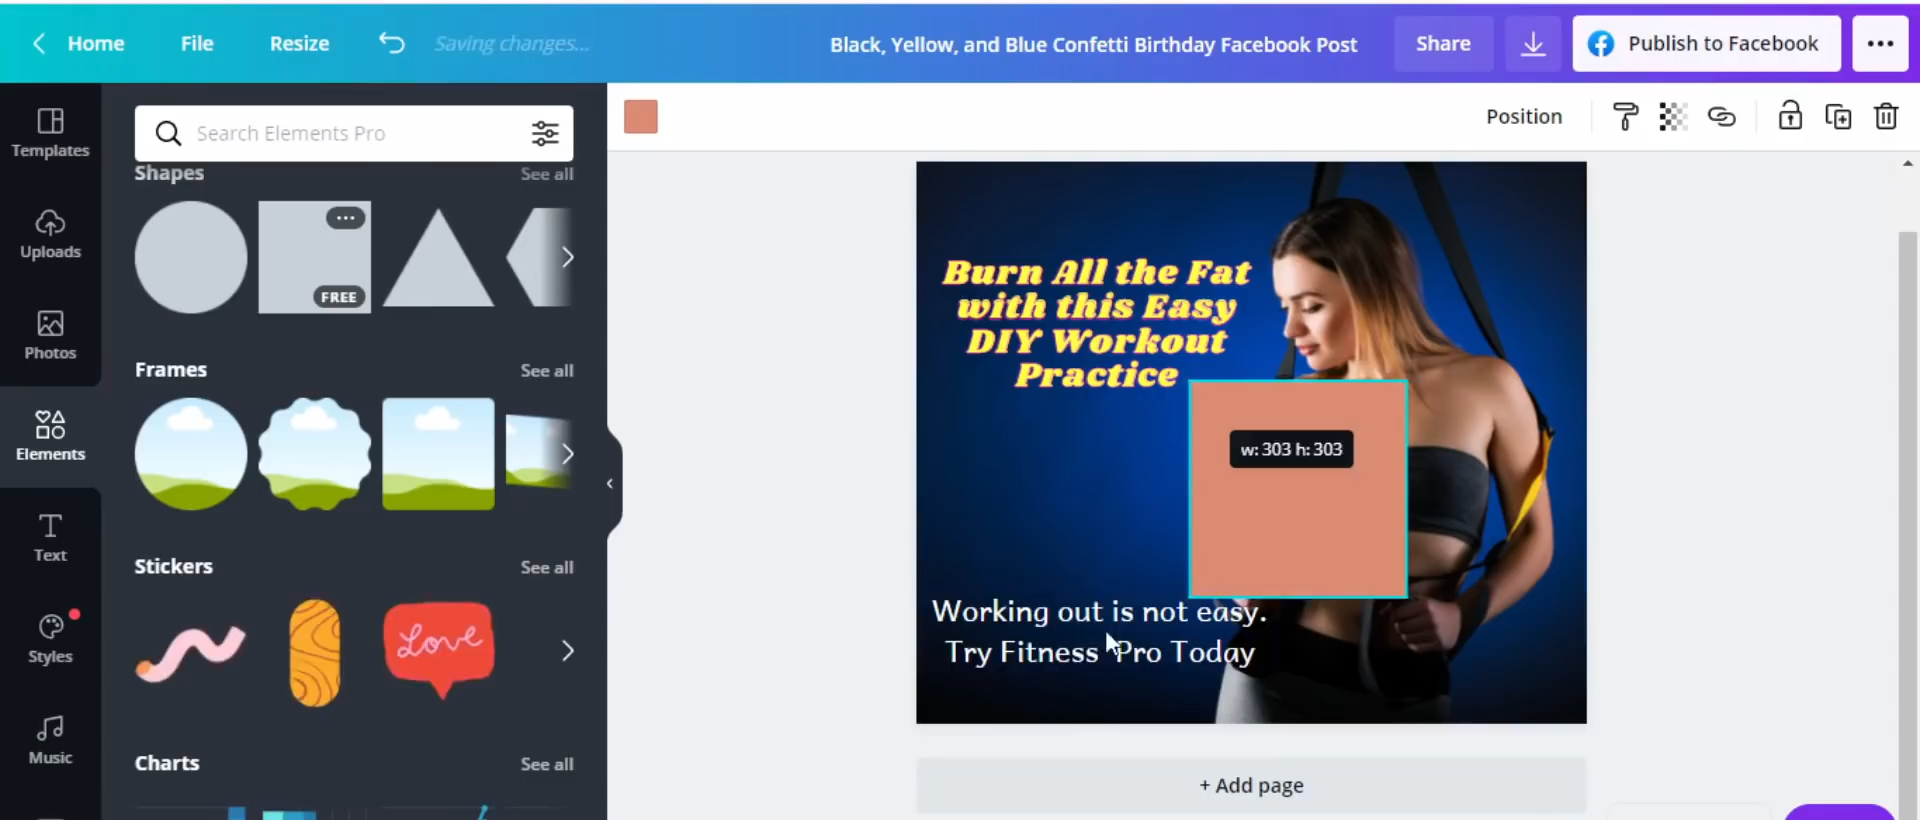 Home
File
Resize
Saving changes...
Black, Yellow, and Blue Confetti Birthday Facebook Post
Share
Publish to Facebook
Templates
Uploads
Photos
Elements
Text
Styles
Music
Search Elements Pro
Shapes
See all
FREE
Frames
See all
Stickers
See all
Love
Charts
See all
Position
Burn All the Fat
with this Easy
DIY Workout
Practice
w: 303 h: 303
Working out is not easy.
Try Fitness Pro Today
+ Add page